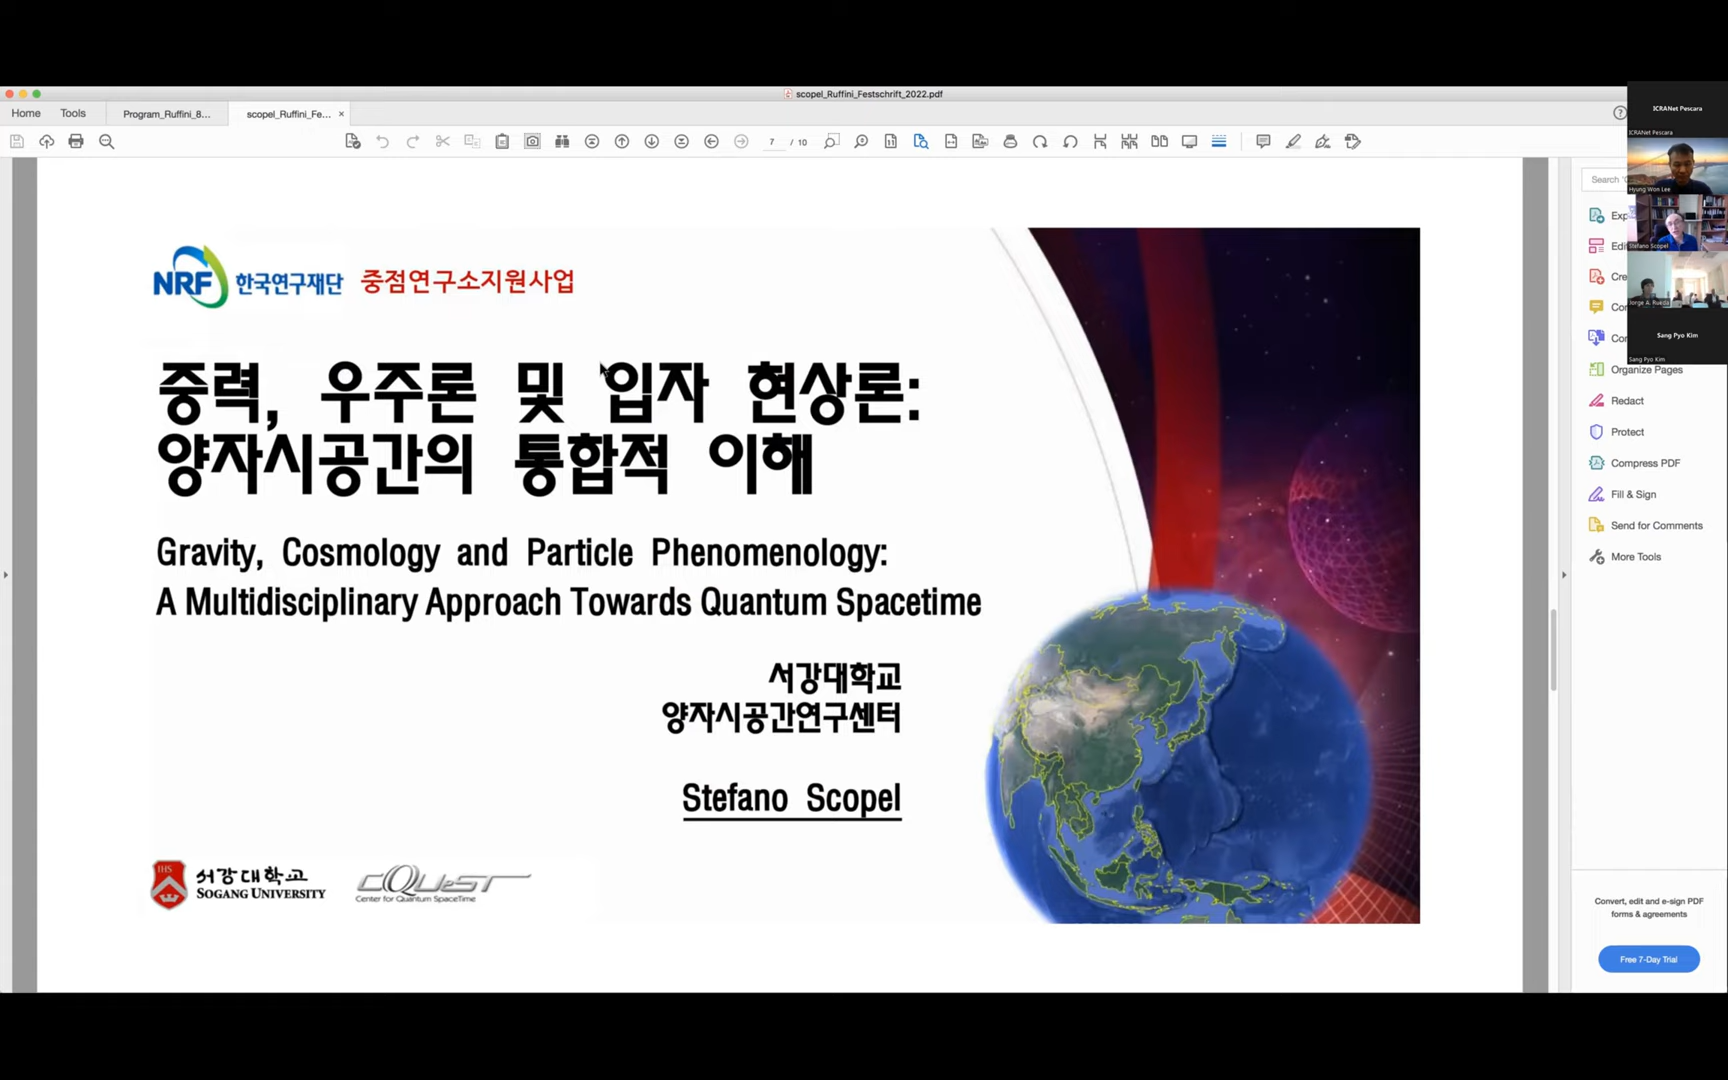 scopel_Ruffini_Festschrift_2022.pdf
Home
Tools
Program_Ruffini_8...
scopel_Ruffini_Fe...
7 / 10
NRF 한국연구재단 중점연구소지원사업
중력, 우주론 및 입자 현상론:
양자시공간의 통합적 이해
Gravity, Cosmology and Particle Phenomenology:
A Multidisciplinary Approach Towards Quantum Spacetime
서강대학교
양자시공간연구센터
Stefano Scopel
IHS
서강대학교
SOGANG UNIVERSITY
CQUeST
Center for Quantum SpaceTime
ICRANet Pescara
ICRANet Pescara
Hyung Won Lee
Stefano Scopel
Jorge A. Rueda
Sang Pyo Kim
Sang Pyo Kim
Search
Organize Pages
Redact
Protect
Compress PDF
Fill & Sign
Send for Comments
More Tools
Convert, edit and e-sign PDF
forms & agreements
Free 7-Day Trial